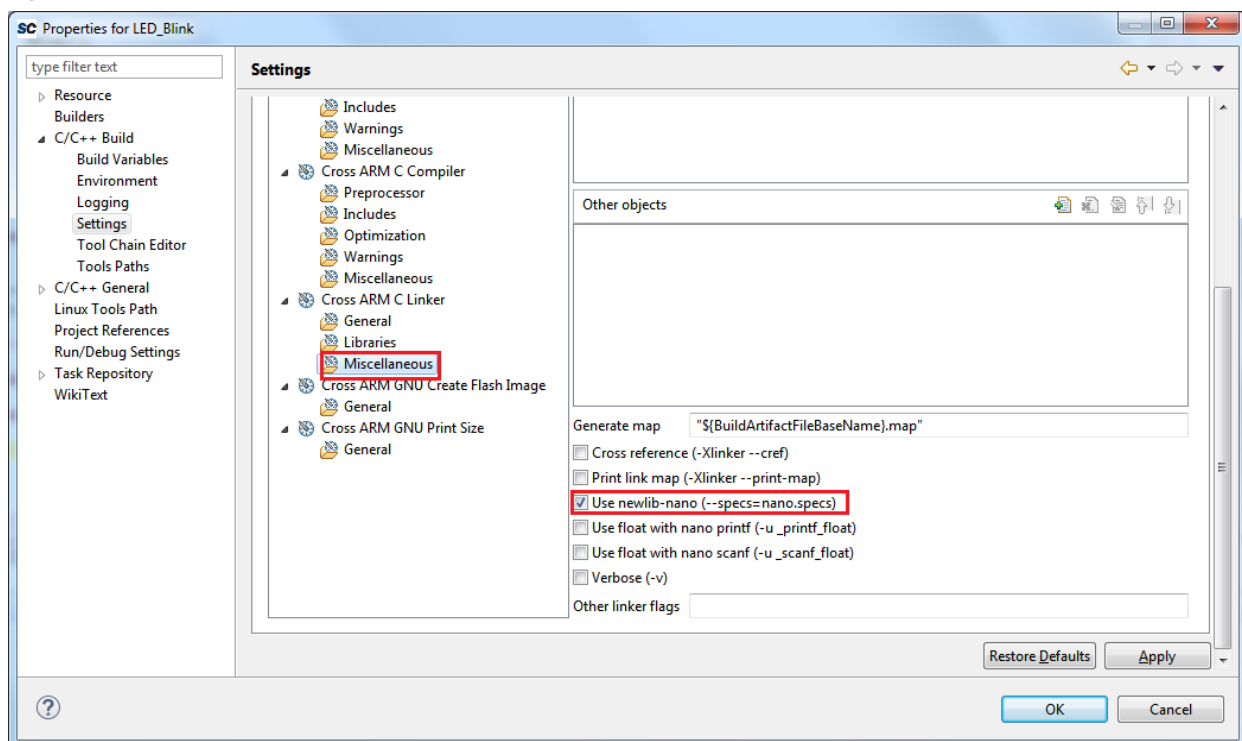 SC Properties for LED_Blink
type filter text
Resource
Builders
C/C++ Build
Build Variables
Environment
Logging
Settings
Tool Chain Editor
Tools Paths
C/C++ General
Linux Tools Path
Project References
Run/Debug Settings
Task Repository
WikiText
Settings
Includes
Warnings
Miscellaneous
Cross ARM C Compiler
Preprocessor
Includes
Optimization
Warnings
Miscellaneous
Cross ARM C Linker
General
Libraries
Miscellaneous
Cross ARM GNU Create Flash Image
General
Cross ARM GNU Print Size
General
Other objects
Generate map "${BuildArtifactFileBaseName}.map"
Cross reference (-Xlinker --cref)
Print link map (-Xlinker --print-map)
Use newlib-nano (--specs=nano.specs)
Use float with nano printf (-u _printf_float)
Use float with nano scanf (-u _scanf_float)
Verbose (-v)
Other linker flags
Restore Defaults Apply
OK Cancel